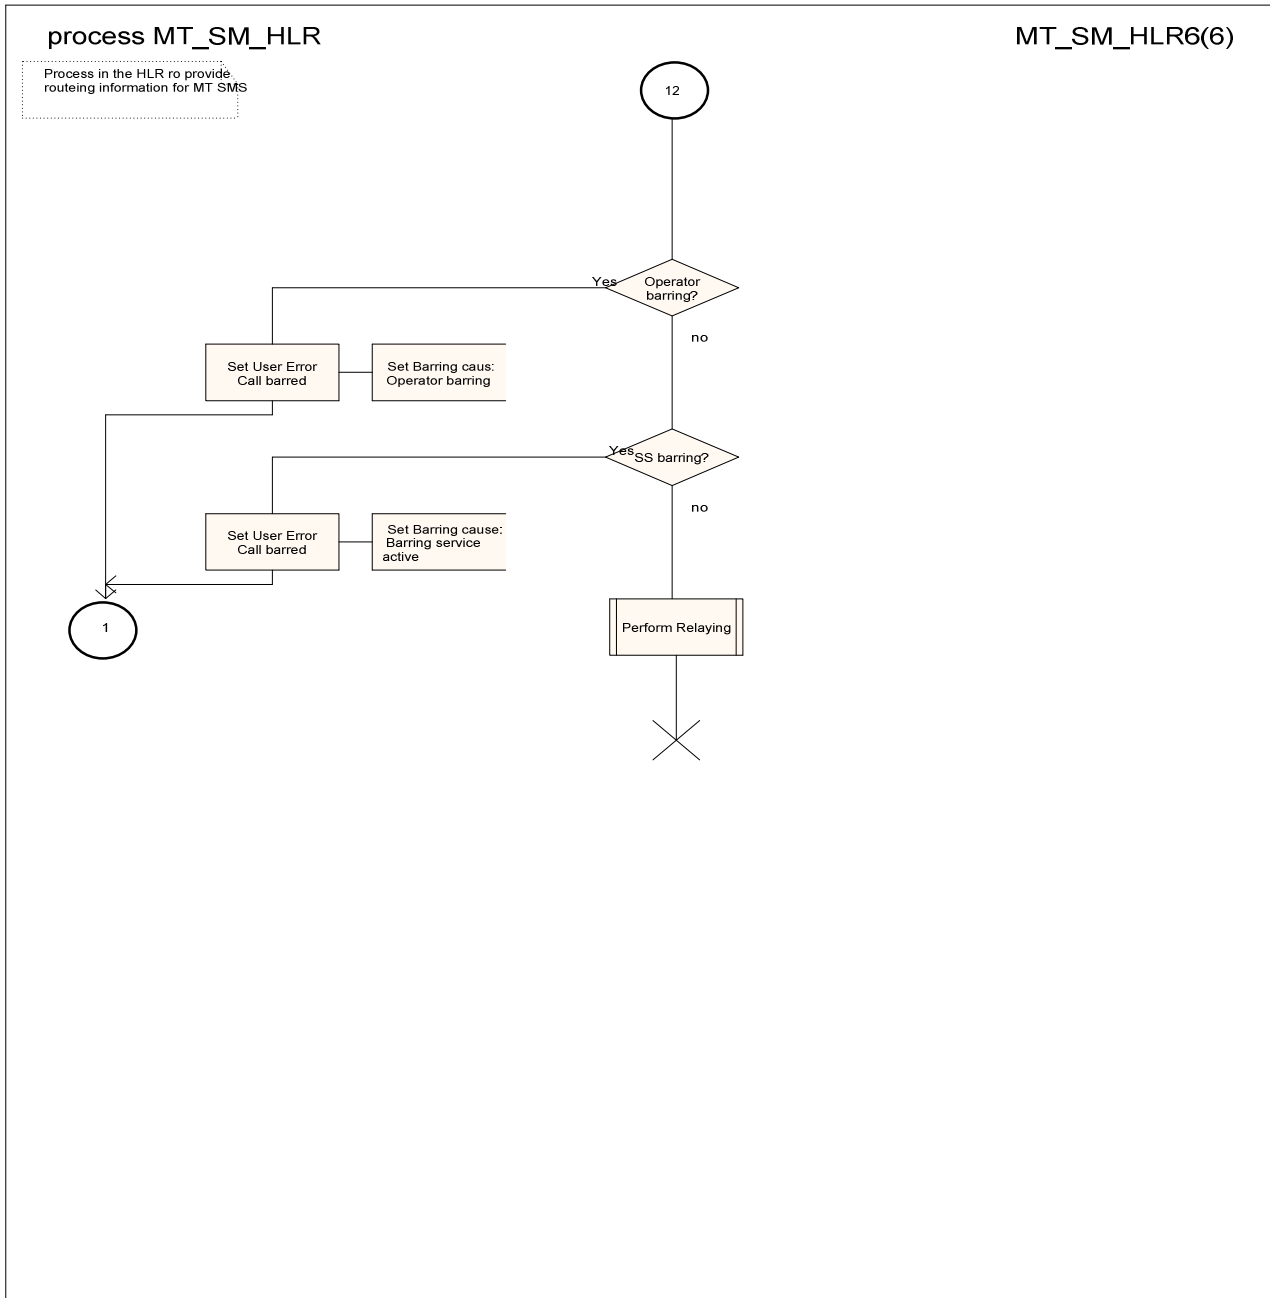 process MT_SM_HLR
MT_SM_HLR6(6)
Process in the HLR ro provide
routeing information for MT SMS
12
Yes
Operator
barring?
no
Set User Error
Call barred
Set Barring caus:
Operator barring
Yes
SS barring?
no
Set User Error
Call barred
Set Barring cause:
Barring service
active
1
Perform Relaying